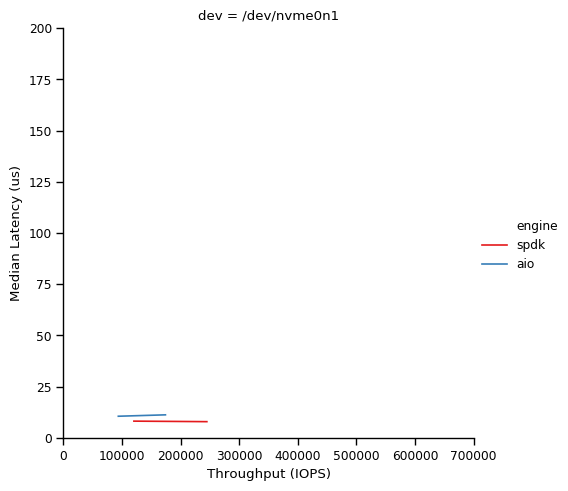 dev = /dev/nvme0n1
200
175
150
125
100
75
50
25
0
Median Latency (us)
0 100000 200000 300000 400000 500000 600000 700000
Throughput (IOPS)
engine
spdk
aio